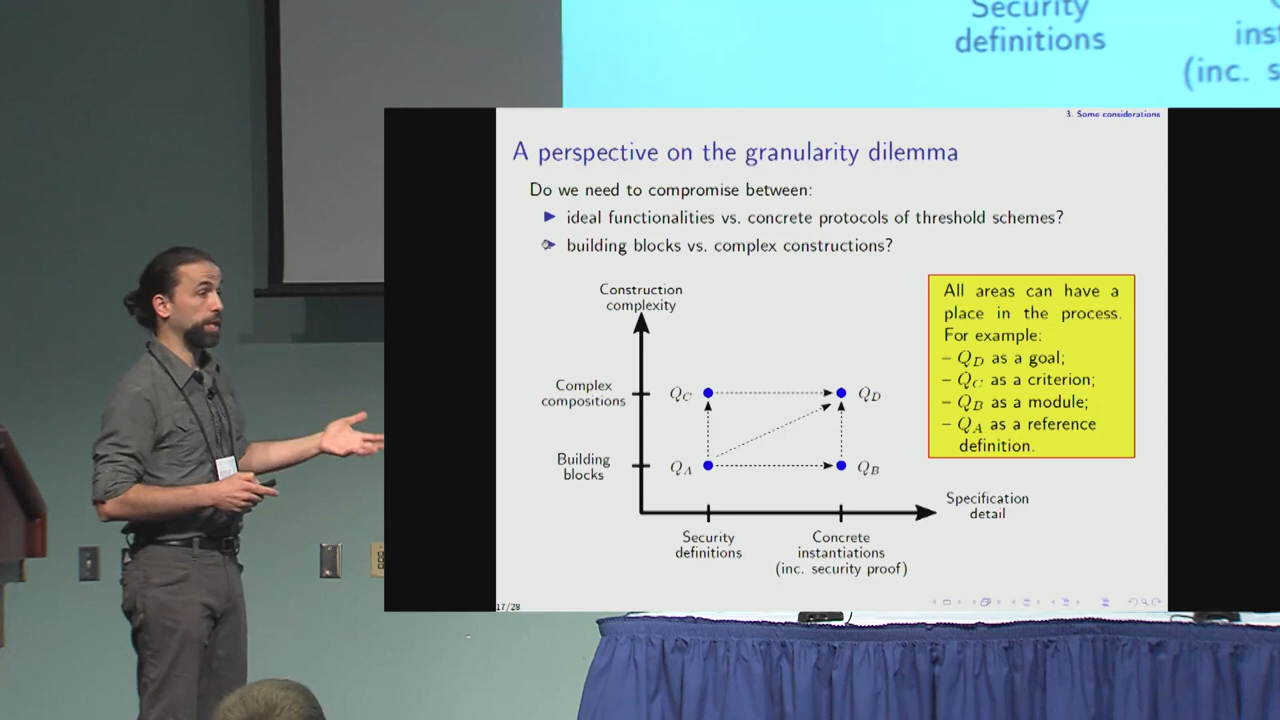 Security
definitions
inst
(inc. s
3. Some considerations
A perspective on the granularity dilemma
Do we need to compromise between:
ideal functionalities vs. concrete protocols of threshold schemes?
building blocks vs. complex constructions?
Construction
complexity
Complex
compositions
Building
blocks
Q_C
Q_D
Q_A
Q_B
Security
definitions
Concrete
instantiations
(inc. security proof)
Specification
detail
All areas can have a
place in the process.
For example:
– Q_D as a goal;
– Q_C as a criterion;
– Q_B as a module;
– Q_A as a reference
definition.
17/28